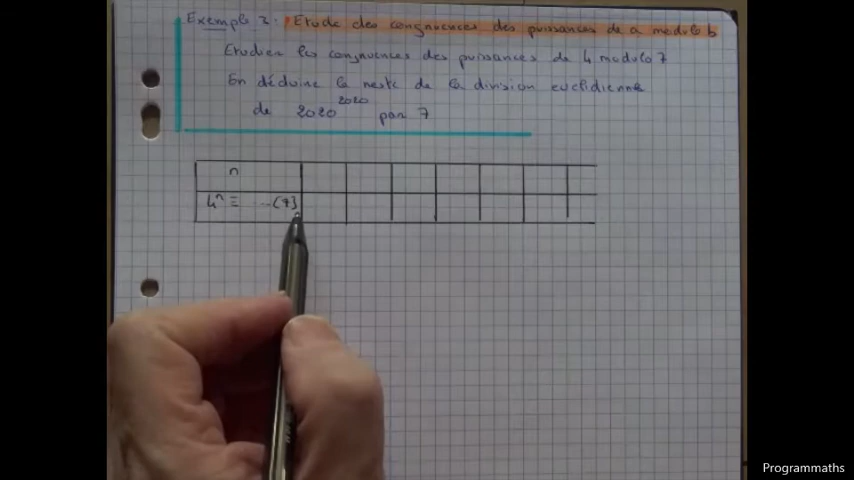 Exemple 2 : Etude des congruences des puissances de a modulo b
Etudier les congruences des puissances de 4 modulo 7
En déduire le reste de la division euclidienne
de 2020²⁰²⁰ par 7
n
4ⁿ ≡ ...(7)
Programmaths